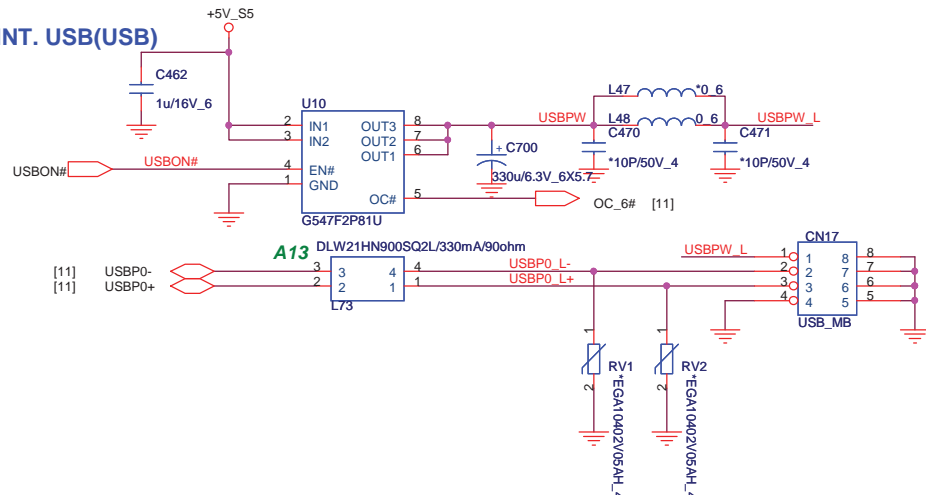 +5V_S5
INT. USB(USB)
C462
1u/16V_6
U10
2 IN1 OUT3 8
3 IN2 OUT2 7
OUT1 6
4 EN#
1 GND
OC# 5
G547F2P81U
USBON# USBON#
USBPW
L47 *0_6
L48 0_6
USBPW_L
C470
*10P/50V_4
C471
*10P/50V_4
+ C700
330u/6.3V_6X5.7
OC_6# [11]
A13 DLW21HN900SQ2L/330mA/90ohm
[11] USBP0- 3 3 4 4 USBP0_L-
[11] USBP0+ 2 2 1 1 USBP0_L+
L73
USBPW_L
CN17
1 1 8 8
2 2 7 7
3 3 6 6
4 4 5 5
USB_MB
1 RV1 2
*EGA10402V05AH_4
1 RV2 2
*EGA10402V05AH_4